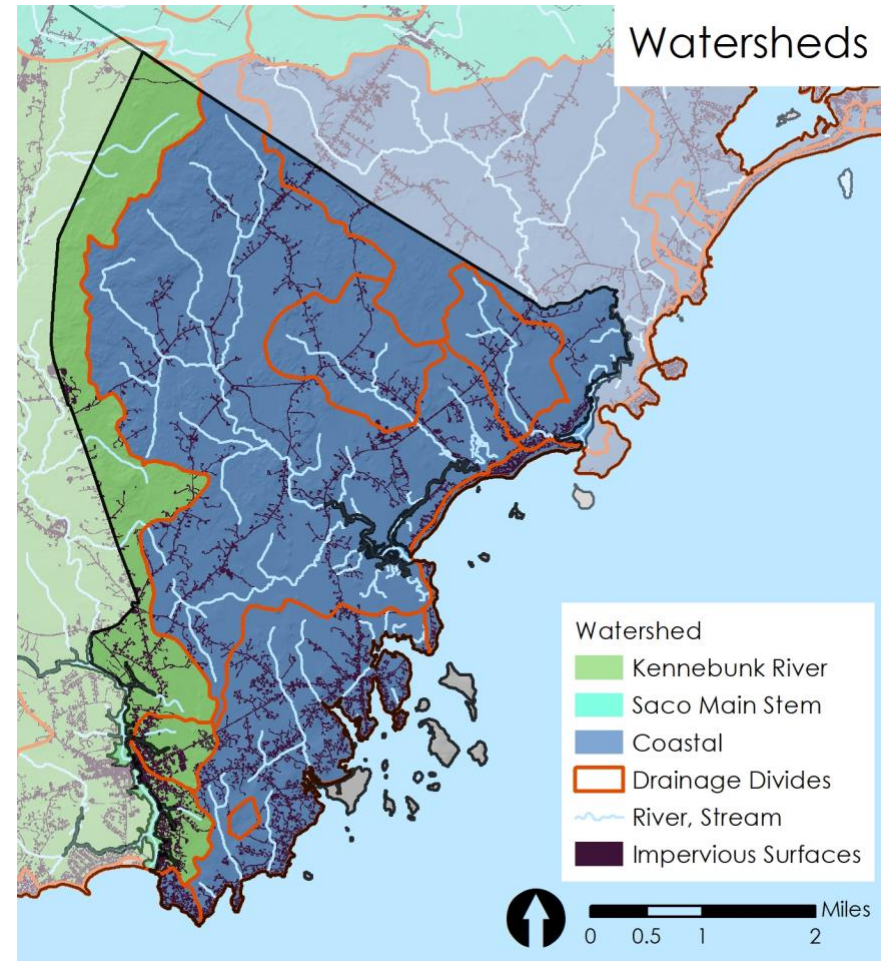 Watersheds
Watershed
Kennebunk River
Saco Main Stem
Coastal
Drainage Divides
River, Stream
Impervious Surfaces
Miles
0 0.5 1 2